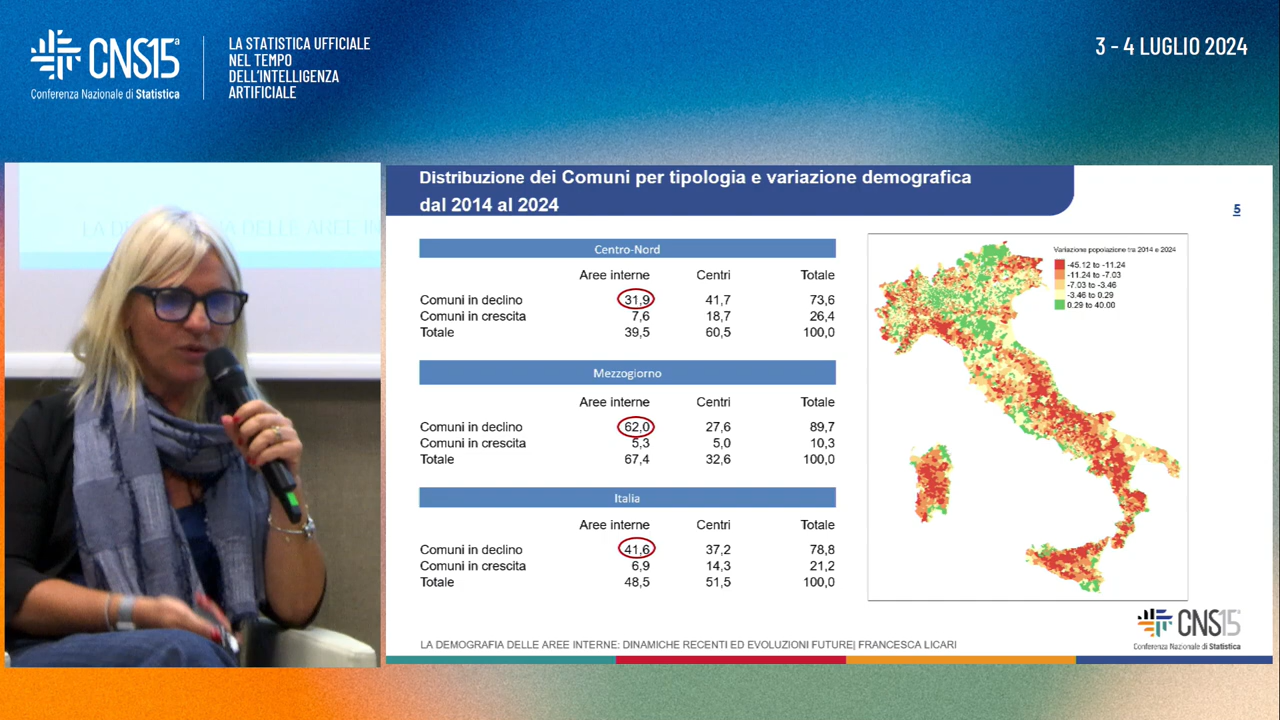 CNS15ª
Conferenza Nazionale di Statistica
LA STATISTICA UFFICIALE
NEL TEMPO
DELL'INTELLIGENZA
ARTIFICIALE
3 - 4 LUGLIO 2024
LA DEMOGRAFIA DELLE AREE IN
Distribuzione dei Comuni per tipologia e variazione demografica
dal 2014 al 2024
5
Centro-Nord
Aree interne Centri Totale
Comuni in declino 31,9 41,7 73,6
Comuni in crescita 7,6 18,7 26,4
Totale 39,5 60,5 100,0
Mezzogiorno
Aree interne Centri Totale
Comuni in declino 62,0 27,6 89,7
Comuni in crescita 5,3 5,0 10,3
Totale 67,4 32,6 100,0
Italia
Aree interne Centri Totale
Comuni in declino 41,6 37,2 78,8
Comuni in crescita 6,9 14,3 21,2
Totale 48,5 51,5 100,0
Variazione popolazione tra 2014 e 2024
-45.12 to -11.24
-11.24 to -7.03
-7.03 to -3.46
-3.46 to 0.29
0.29 to 40.00
CNS15ª
Conferenza Nazionale di Statistica
LA DEMOGRAFIA DELLE AREE INTERNE: DINAMICHE RECENTI ED EVOLUZIONI FUTURE| FRANCESCA LICARI